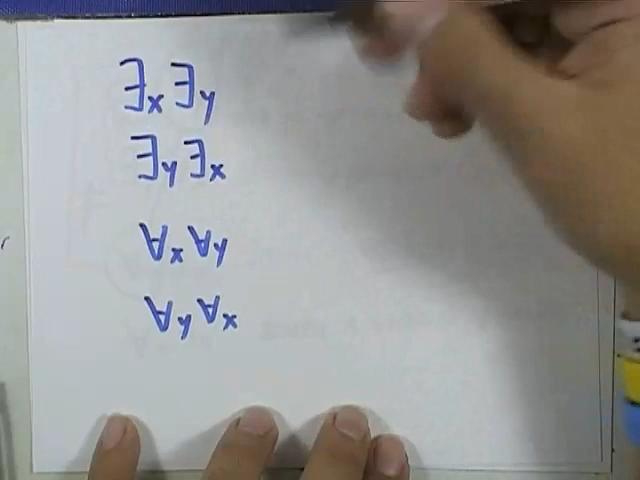 ∃x ∃y
∃y ∃x
∀x ∀y
∀y ∀x